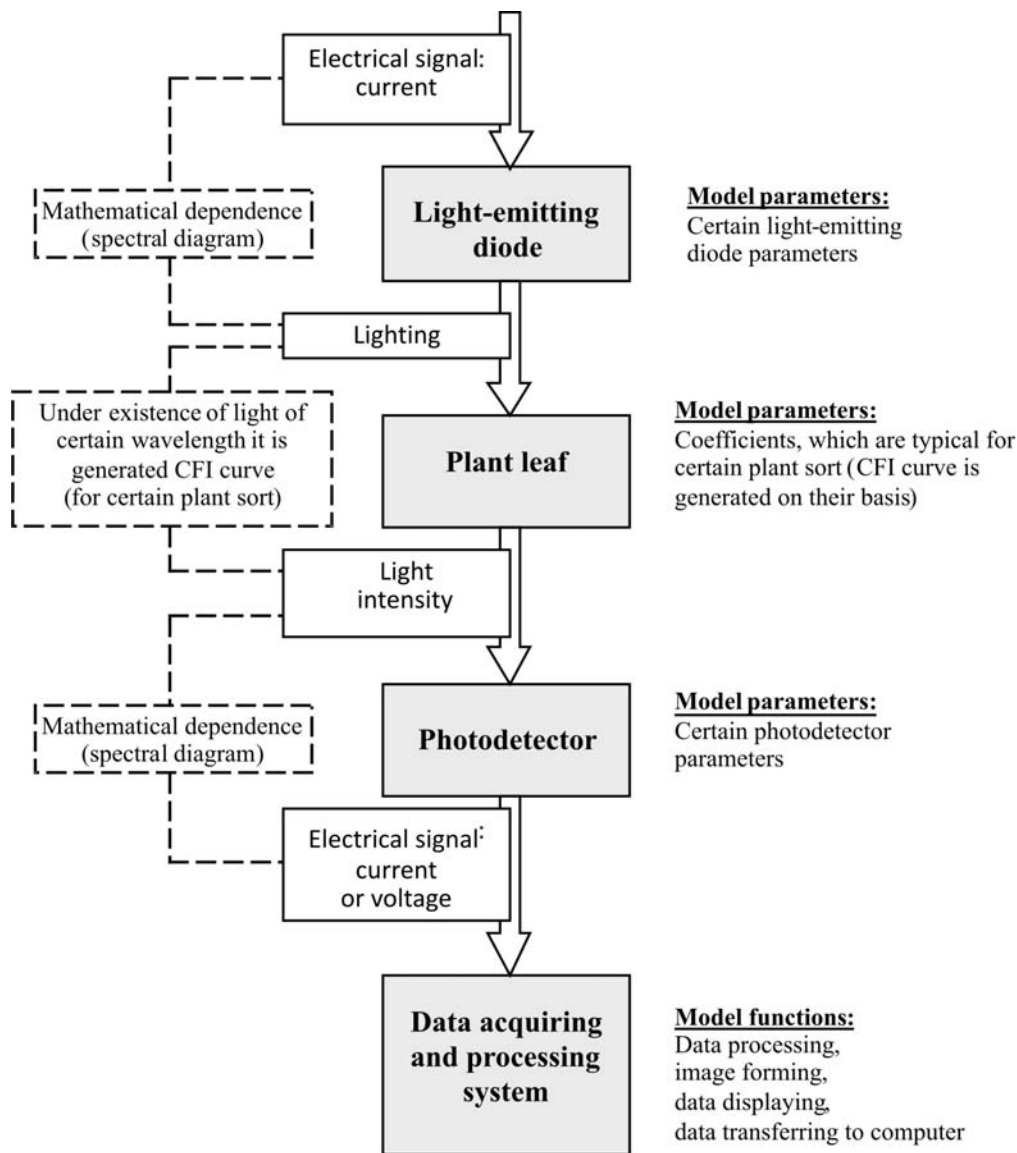 Electrical signal:
current
Light-emitting
diode
Model parameters:
Certain light-emitting
diode parameters
Mathematical dependence
(spectral diagram)
Lighting
Under existence of light of
certain wavelength it is
generated CFI curve
(for certain plant sort)
Plant leaf
Model parameters:
Coefficients, which are typical for
certain plant sort (CFI curve is
generated on their basis)
Light
intensity
Mathematical dependence
(spectral diagram)
Photodetector
Model parameters:
Certain photodetector
parameters
Electrical signal:
current
or voltage
Data acquiring
and processing
system
Model functions:
Data processing,
image forming,
data displaying,
data transferring to computer